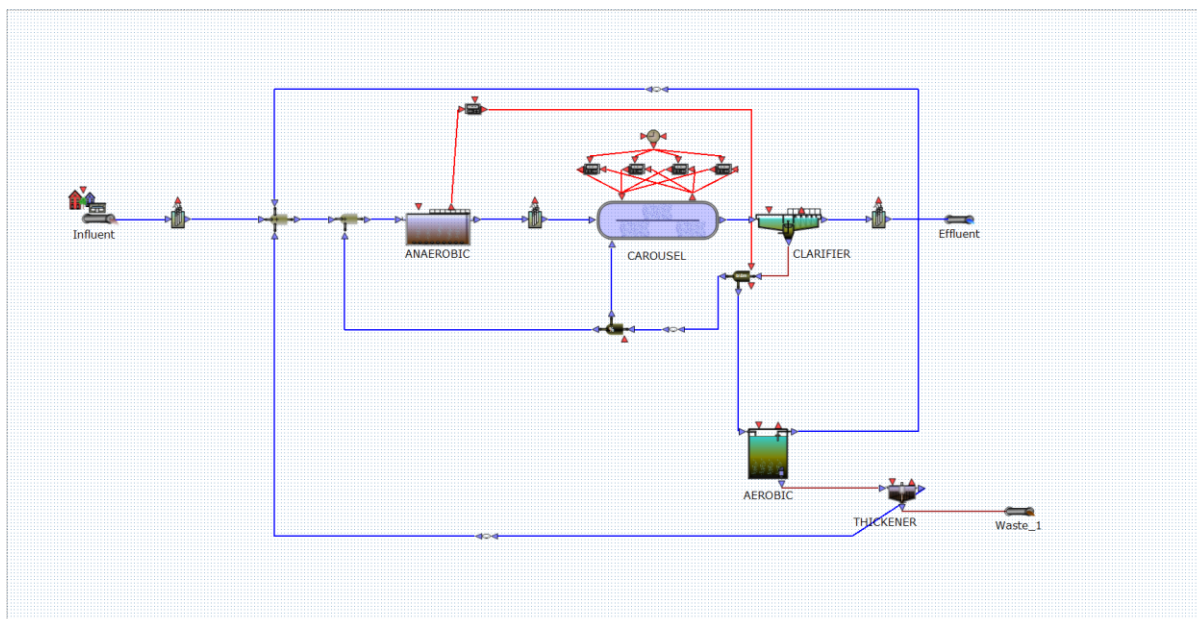 Influent
ANAEROBIC
CAROUSEL
CLARIFIER
Effluent
AEROBIC
THICKENER
Waste_1